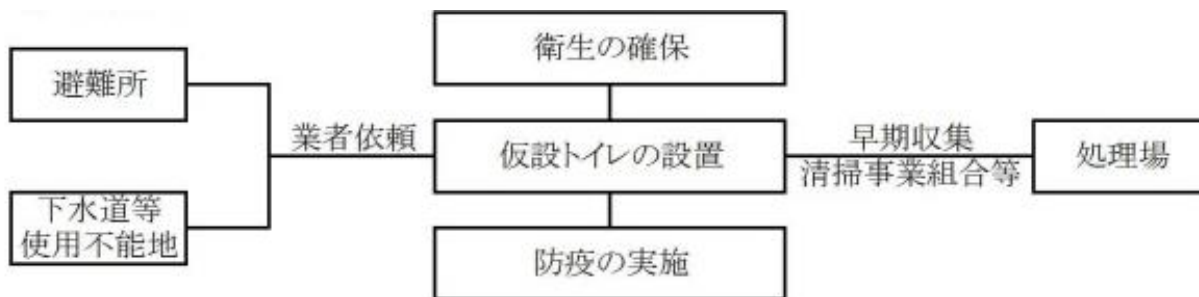 衛生の確保
避難所
業者依頼
仮設トイレの設置
早期収集
清掃事業組合等
処理場
下水道等
使用不能地
防疫の実施